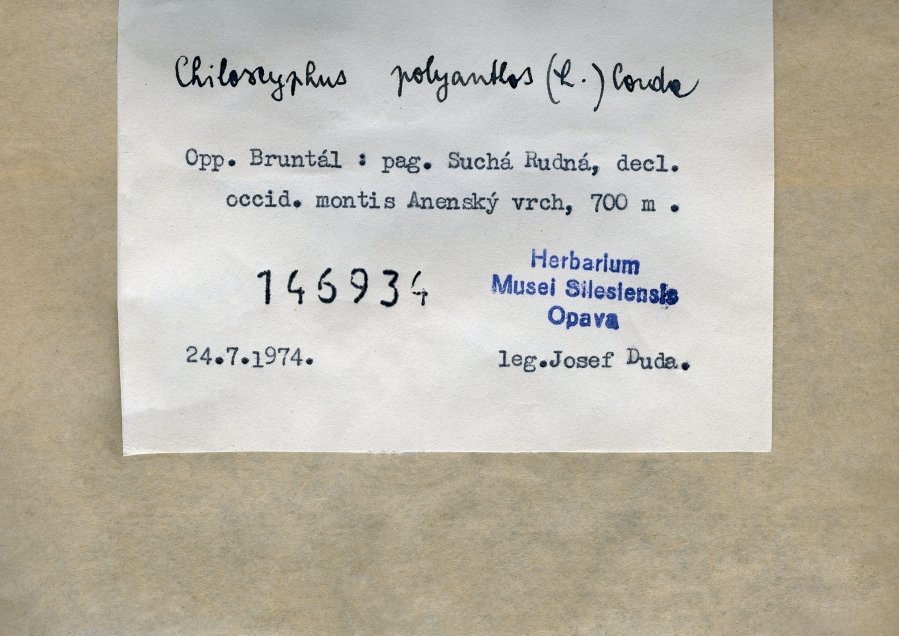 Chiloscyphus polyanthos (L.) Corda
Opp. Bruntál : pag. Suchá Rudná, decl.
occid. montis Anenský vrch, 700 m .
146934
Herbarium
Musei Silesiensis
Opava
24.7.1974.
leg.Josef Duda.